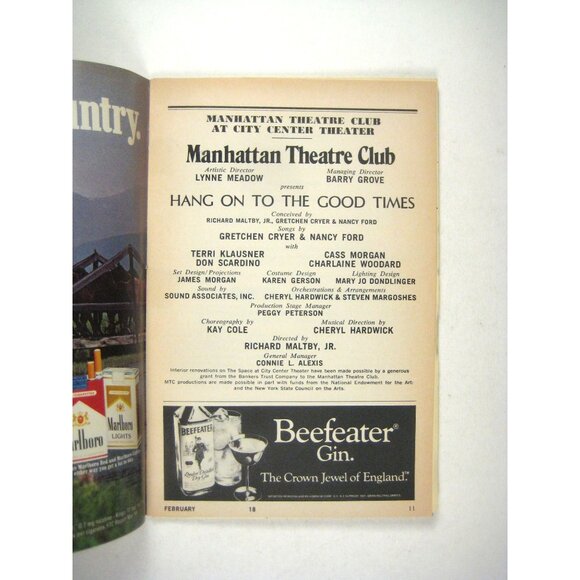 untry.
MANHATTAN THEATRE CLUB
AT CITY CENTER THEATER
Manhattan Theatre Club
Artistic Director Managing Director
LYNNE MEADOW BARRY GROVE
presents
HANG ON TO THE GOOD TIMES
Conceived by
RICHARD MALTBY, JR., GRETCHEN CRYER & NANCY FORD
Songs by
GRETCHEN CRYER & NANCY FORD
with
TERRI KLAUSNER CASS MORGAN
DON SCARDINO CHARLAINE WOODARD
Set Design/Projections Costume Design Lighting Design
JAMES MORGAN KAREN GERSON MARY JO DONDLINGER
Sound by Orchestrations & Arrangements
SOUND ASSOCIATES, INC. CHERYL HARDWICK & STEVEN MARGOSHES
Production Stage Manager
PEGGY PETERSON
Choreography by Musical Direction by
KAY COLE CHERYL HARDWICK
Directed by
RICHARD MALTBY, JR.
General Manager
CONNIE L. ALEXIS
Interior renovations on The Space at City Center Theater have been made possible by a generous
grant from the Bankers Trust Company to the Manhattan Theatre Club.
MTC productions are made possible in part with funds from the National Endowment for the Art
and the New York State Council on the Arts.
Marlboro
LIGHTS
rlboro
BEEFEATER
Beefeater®
Gin.
The Crown Jewel of England.™
FEBRUARY 18 11